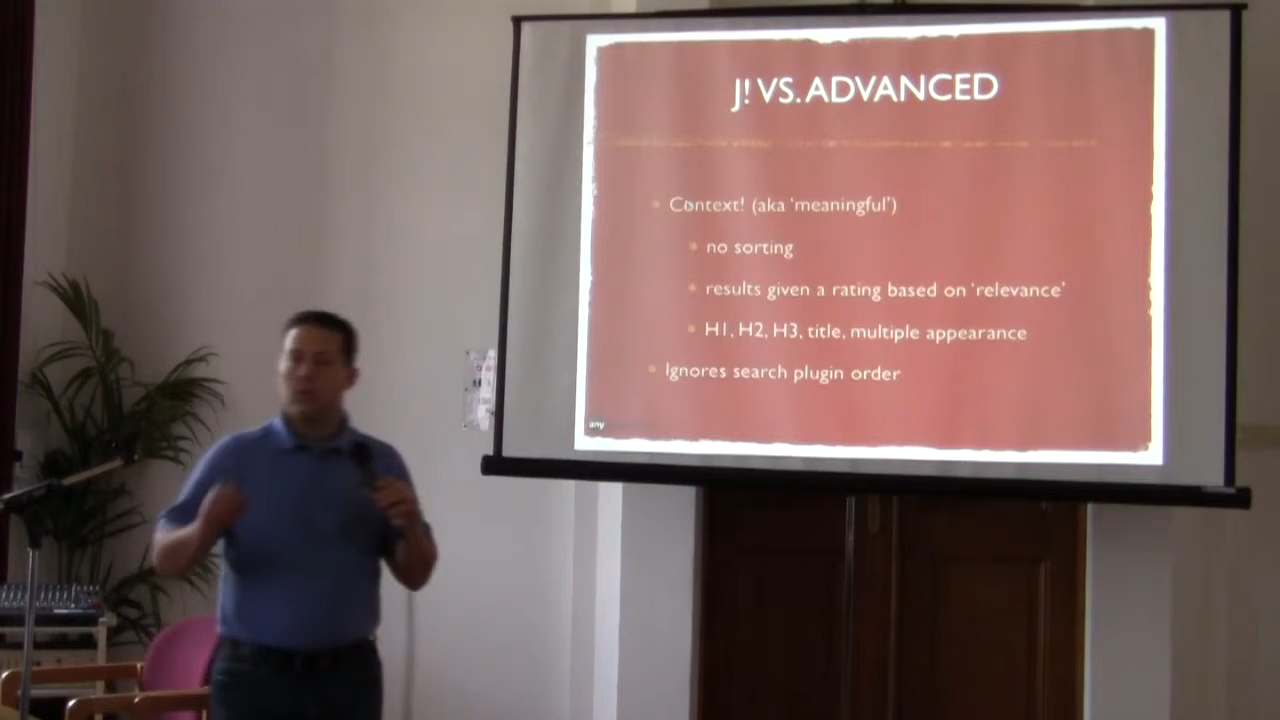 J! VS. ADVANCED
Context! (aka 'meaningful')
no sorting
results given a rating based on 'relevance'
H1, H2, H3, title, multiple appearance
Ignores search plugin order
any